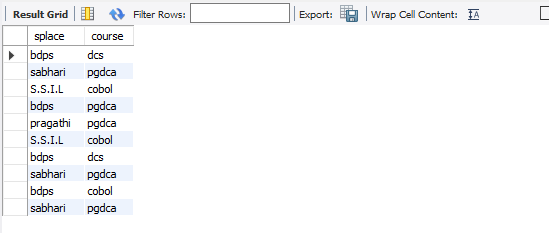 Result Grid Filter Rows: Export: Wrap Cell Content:
splace course
bdps dcs
sabhari pgdca
S.S.I.L cobol
bdps pgdca
pragathi pgdca
S.S.I.L cobol
bdps dcs
sabhari pgdca
bdps cobol
sabhari pgdca